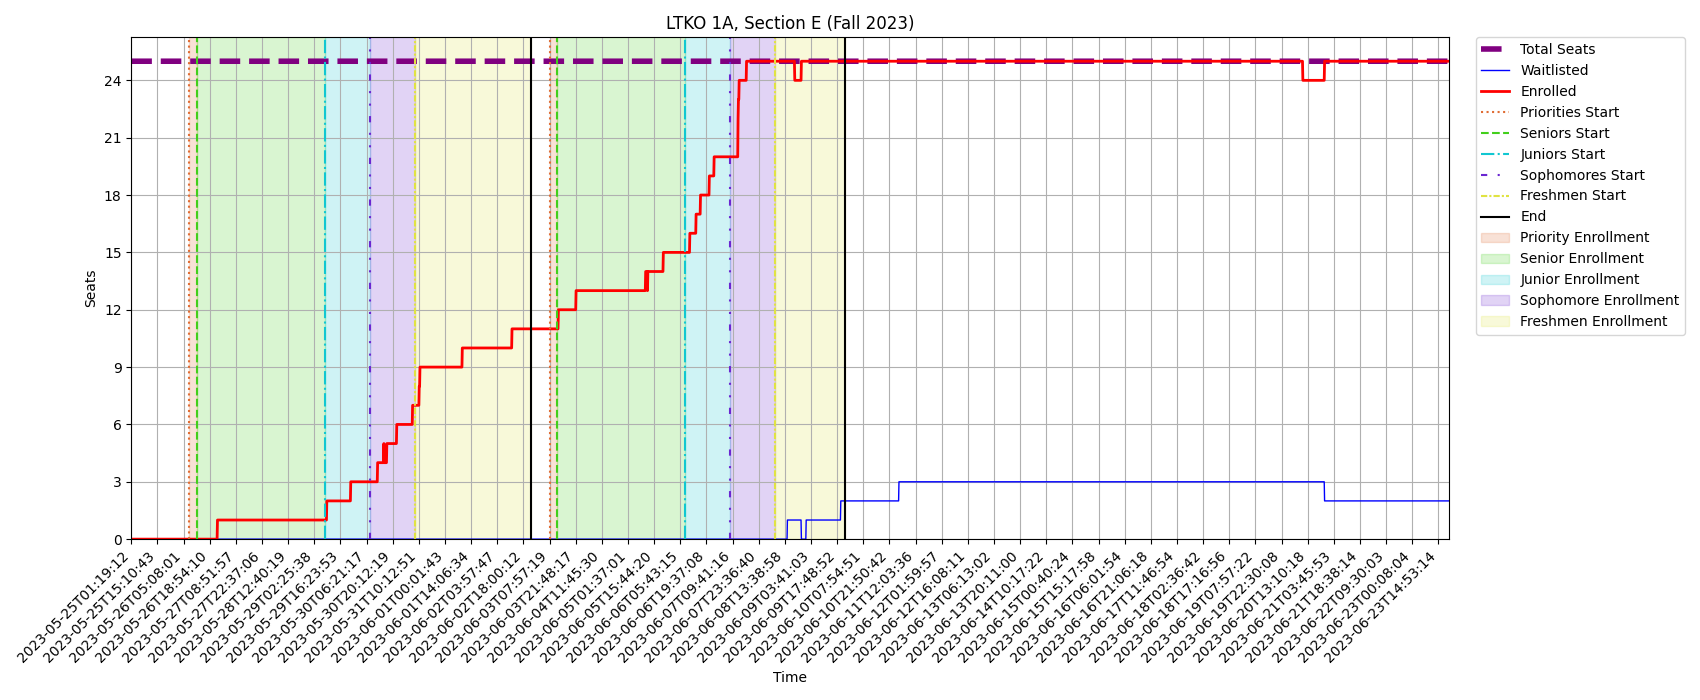 LTKO 1A, Section E (Fall 2023)
Seats
24
21
18
15
12
9
6
3
0
2023-05-25T01:19:12
2023-05-25T15:10:43
2023-05-26T05:08:01
2023-05-26T18:54:10
2023-05-27T08:51:57
2023-05-27T22:37:06
2023-05-28T12:40:19
2023-05-29T02:25:38
2023-05-29T16:23:53
2023-05-30T06:21:17
2023-05-30T20:12:19
2023-05-31T10:12:51
2023-06-01T00:01:43
2023-06-01T14:06:34
2023-06-02T03:57:47
2023-06-02T18:00:12
2023-06-03T07:57:19
2023-06-03T21:48:17
2023-06-04T11:45:30
2023-06-05T01:37:01
2023-06-05T15:44:20
2023-06-06T05:43:15
2023-06-06T19:37:08
2023-06-07T09:41:16
2023-06-07T23:36:40
2023-06-08T13:38:58
2023-06-09T03:41:03
2023-06-09T17:48:52
2023-06-10T07:54:51
2023-06-10T21:50:42
2023-06-11T12:03:36
2023-06-12T01:59:57
2023-06-12T16:08:11
2023-06-13T06:13:02
2023-06-13T20:11:00
2023-06-14T10:17:22
2023-06-15T00:40:24
2023-06-15T15:17:58
2023-06-16T06:01:54
2023-06-16T21:06:18
2023-06-17T11:46:54
2023-06-18T02:36:42
2023-06-18T17:16:56
2023-06-19T07:57:22
2023-06-19T22:30:08
2023-06-20T13:10:18
2023-06-21T03:45:53
2023-06-21T18:38:14
2023-06-22T09:30:03
2023-06-23T00:08:04
2023-06-23T14:53:14
Time
Total Seats
Waitlisted
Enrolled
Priorities Start
Seniors Start
Juniors Start
Sophomores Start
Freshmen Start
End
Priority Enrollment
Senior Enrollment
Junior Enrollment
Sophomore Enrollment
Freshmen Enrollment